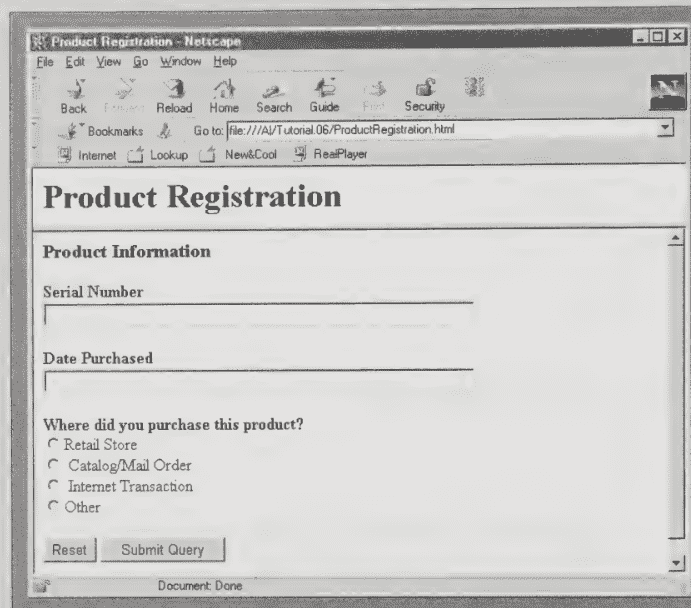 Product Registration - Netscape
File Edit View Go Window Help
Back Reload Home Search Guide Security
N
Bookmarks Go to: file:///A|/Tutorial.06/ProductRegistration.html
Internet Lookup New&Cool RealPlayer
Product Registration
Product Information
Serial Number
Date Purchased
Where did you purchase this product?
Retail Store
Catalog/Mail Order
Internet Transaction
Other
Reset Submit Query
Document: Done